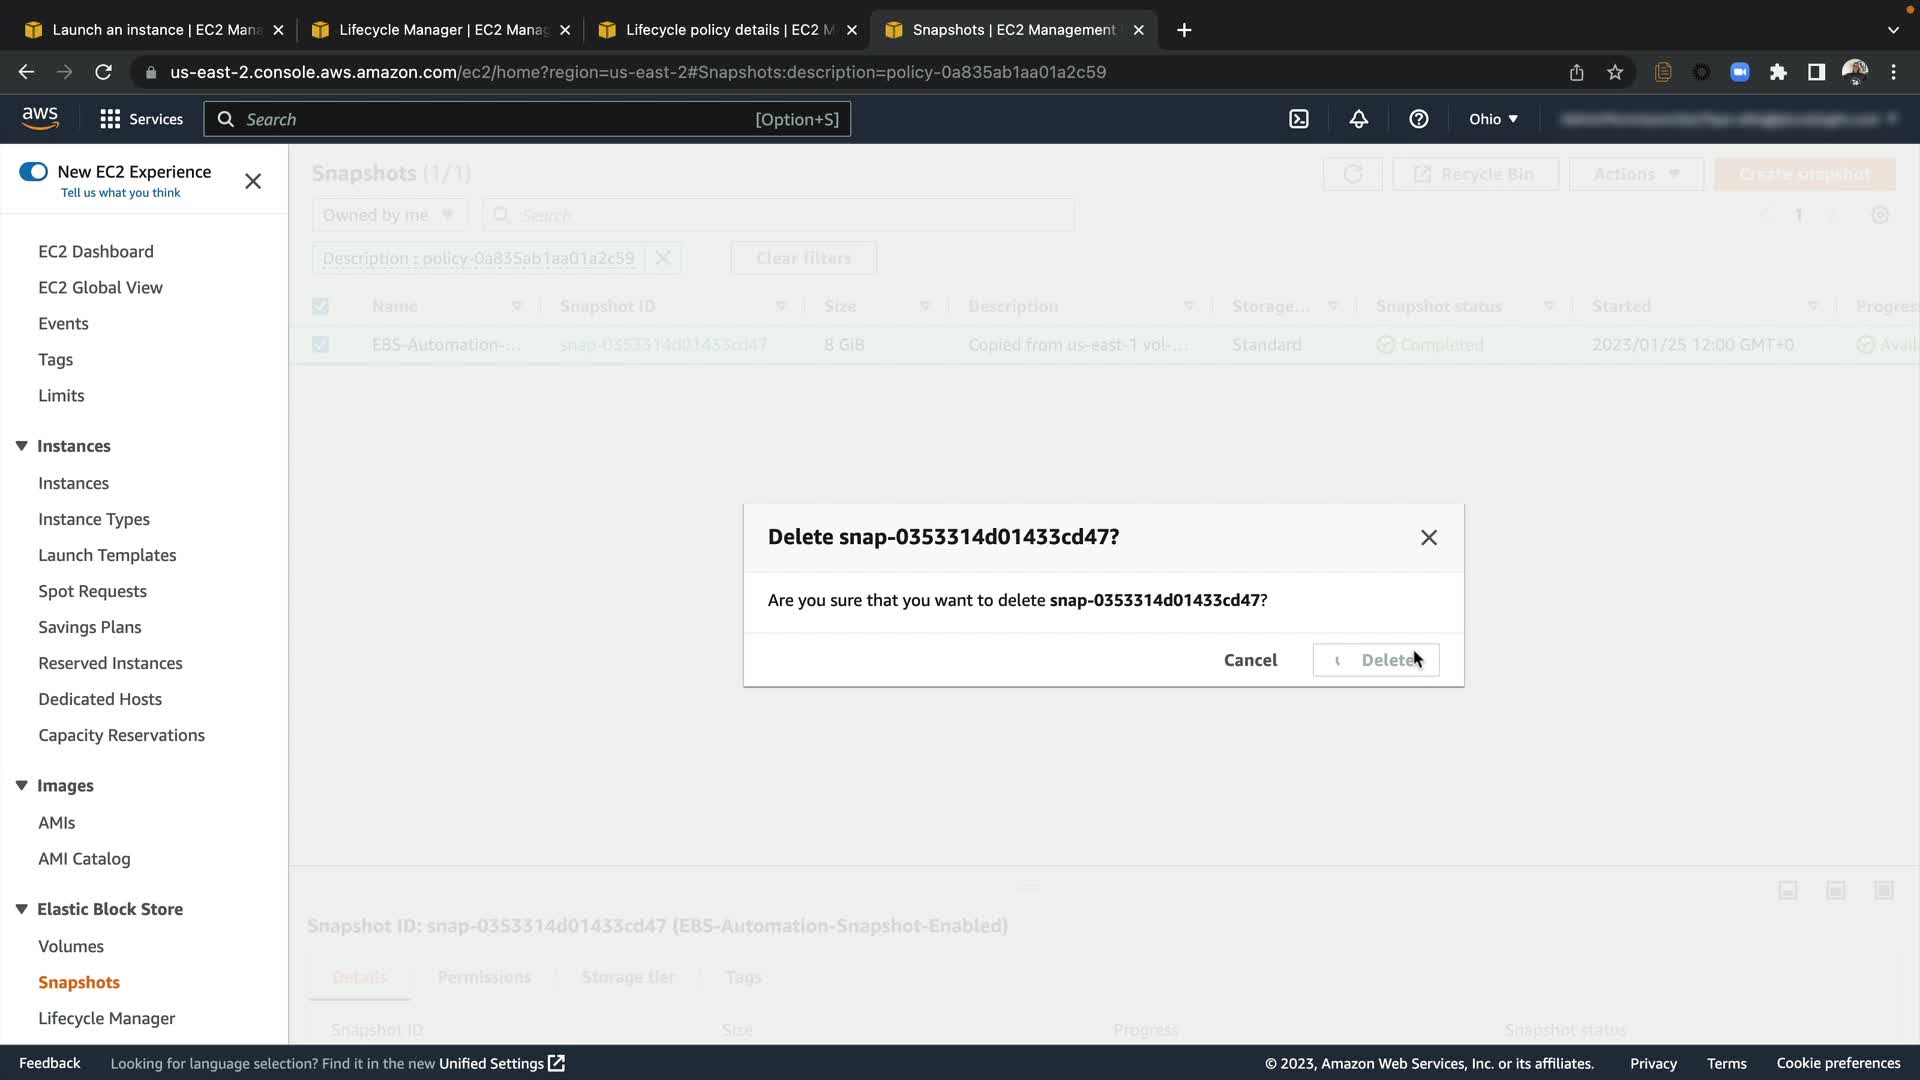 Launch an instance | EC2 Mana
Lifecycle Manager | EC2 Manag
Lifecycle policy details | EC2 M
Snapshots | EC2 Management
us-east-2.console.aws.amazon.com/ec2/home?region=us-east-2#Snapshots:description=policy-0a835ab1aa01a2c59
aws
Services
Search
[Option+S]
Ohio
New EC2 Experience
Tell us what you think
EC2 Dashboard
EC2 Global View
Events
Tags
Limits
Instances
Instances
Instance Types
Launch Templates
Spot Requests
Savings Plans
Reserved Instances
Dedicated Hosts
Capacity Reservations
Images
AMIs
AMI Catalog
Elastic Block Store
Volumes
Snapshots
Lifecycle Manager
Snapshots (1/1)
Recycle Bin
Actions
Create snapshot
Owned by me
Search
1
Description : policy-0a835ab1aa01a2c59
Clear filters
Name Snapshot ID Size Description Storage... Snapshot status Started Progres
EBS-Automation-... snap-0353314d01433cd47 8 GiB Copied from us-east-1 vol-... Standard Completed 2023/01/25 12:00 GMT+0 Avail
Delete snap-0353314d01433cd47?
Are you sure that you want to delete snap-0353314d01433cd47?
Cancel
Delete
Snapshot ID: snap-0353314d01433cd47 (EBS-Automation-Snapshot-Enabled)
Details Permissions Storage tier Tags
Snapshot ID Size Progress Snapshot status
Feedback
Looking for language selection? Find it in the new Unified Settings
© 2023, Amazon Web Services, Inc. or its affiliates.
Privacy
Terms
Cookie preferences